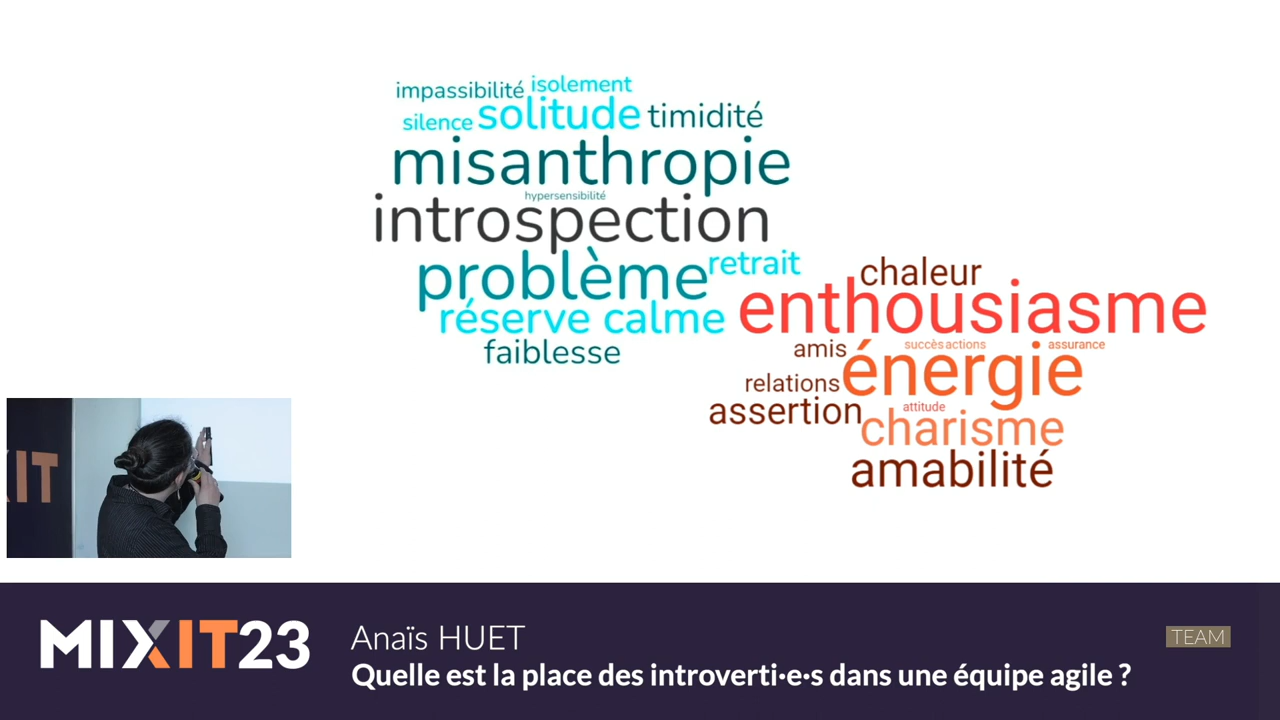 impassibilité isolement
silence solitude timidité
misanthropie
hypersensibilité
introspection
problème retrait
réserve calme
faiblesse
chaleur
enthousiasme
amis succès actions assurance
énergie
relations
assertion attitude
charisme
amabilité
XIT
MIXIT23
Anaïs HUET
TEAM
Quelle est la place des introverti·e·s dans une équipe agile ?